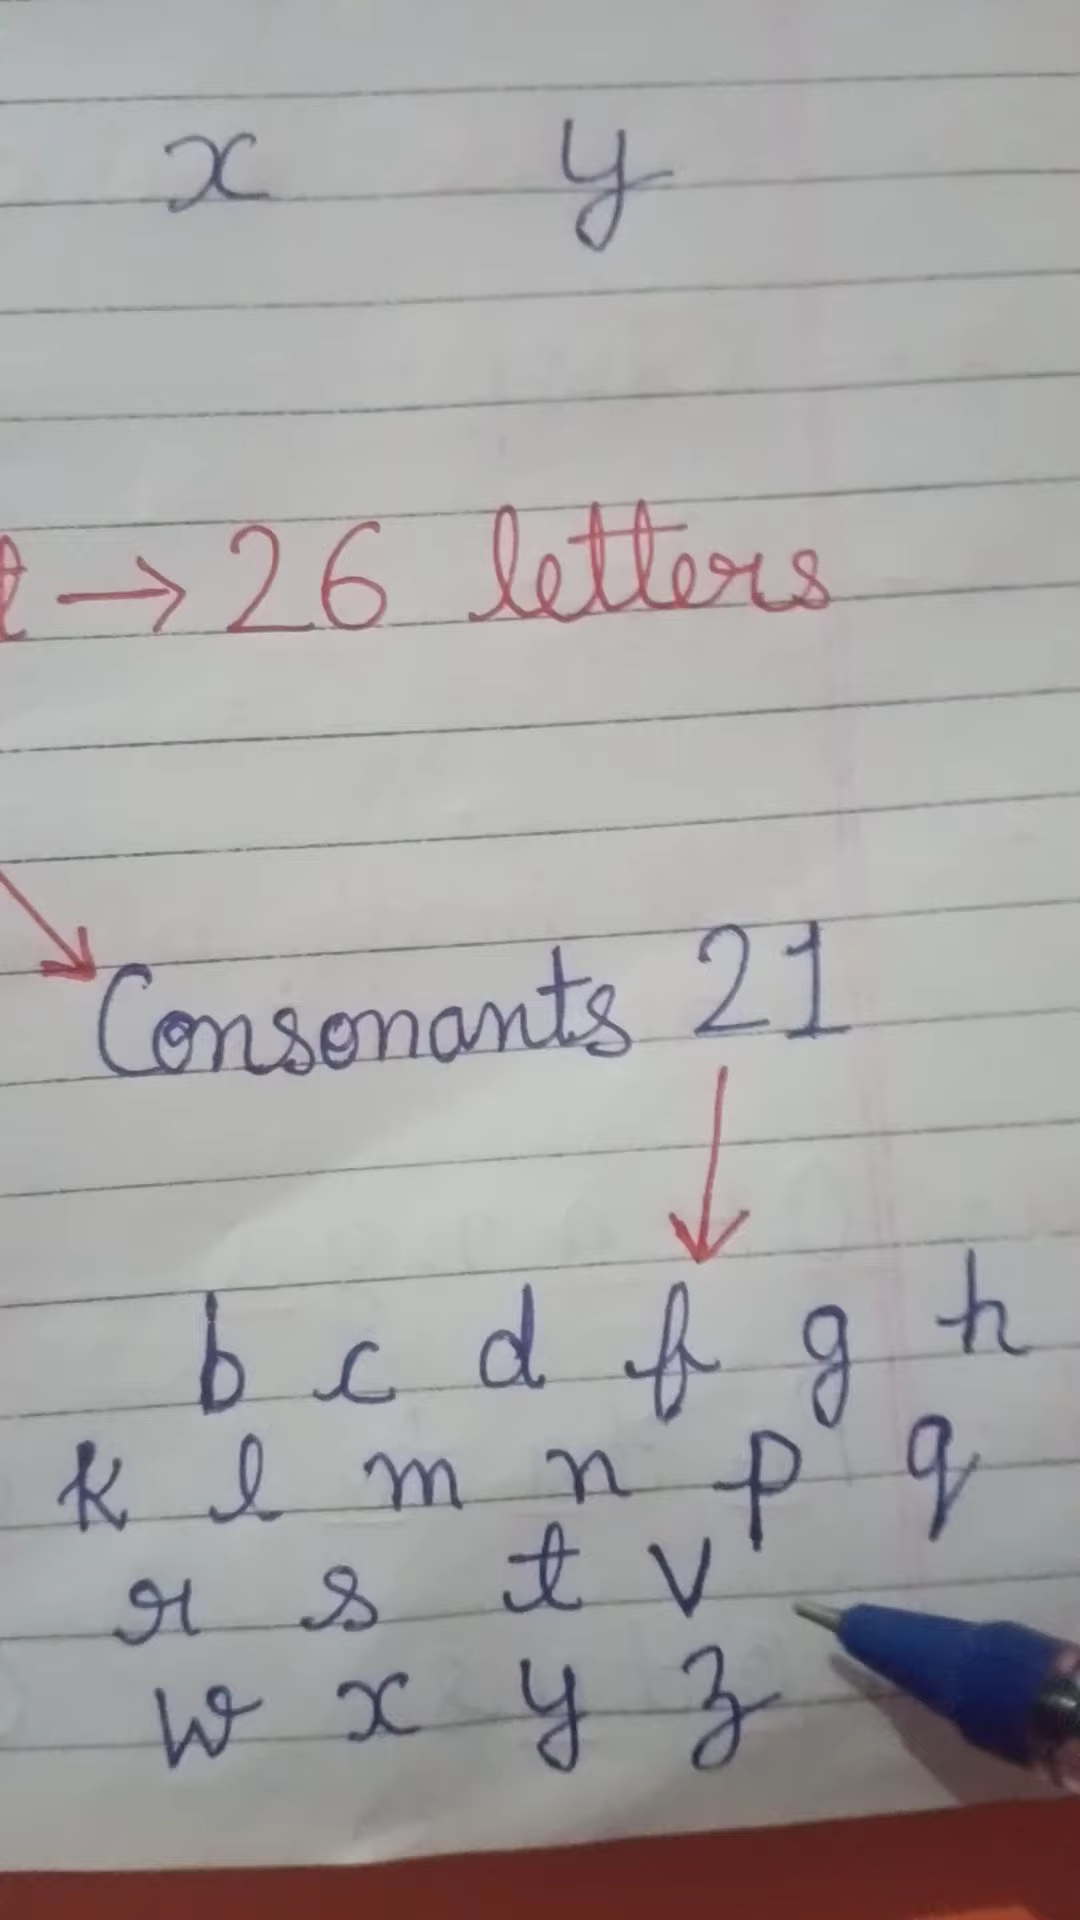 x y
t → 26 letters
Consonants 21
b c d f g h
k l m n p q
r s t v
w x y z